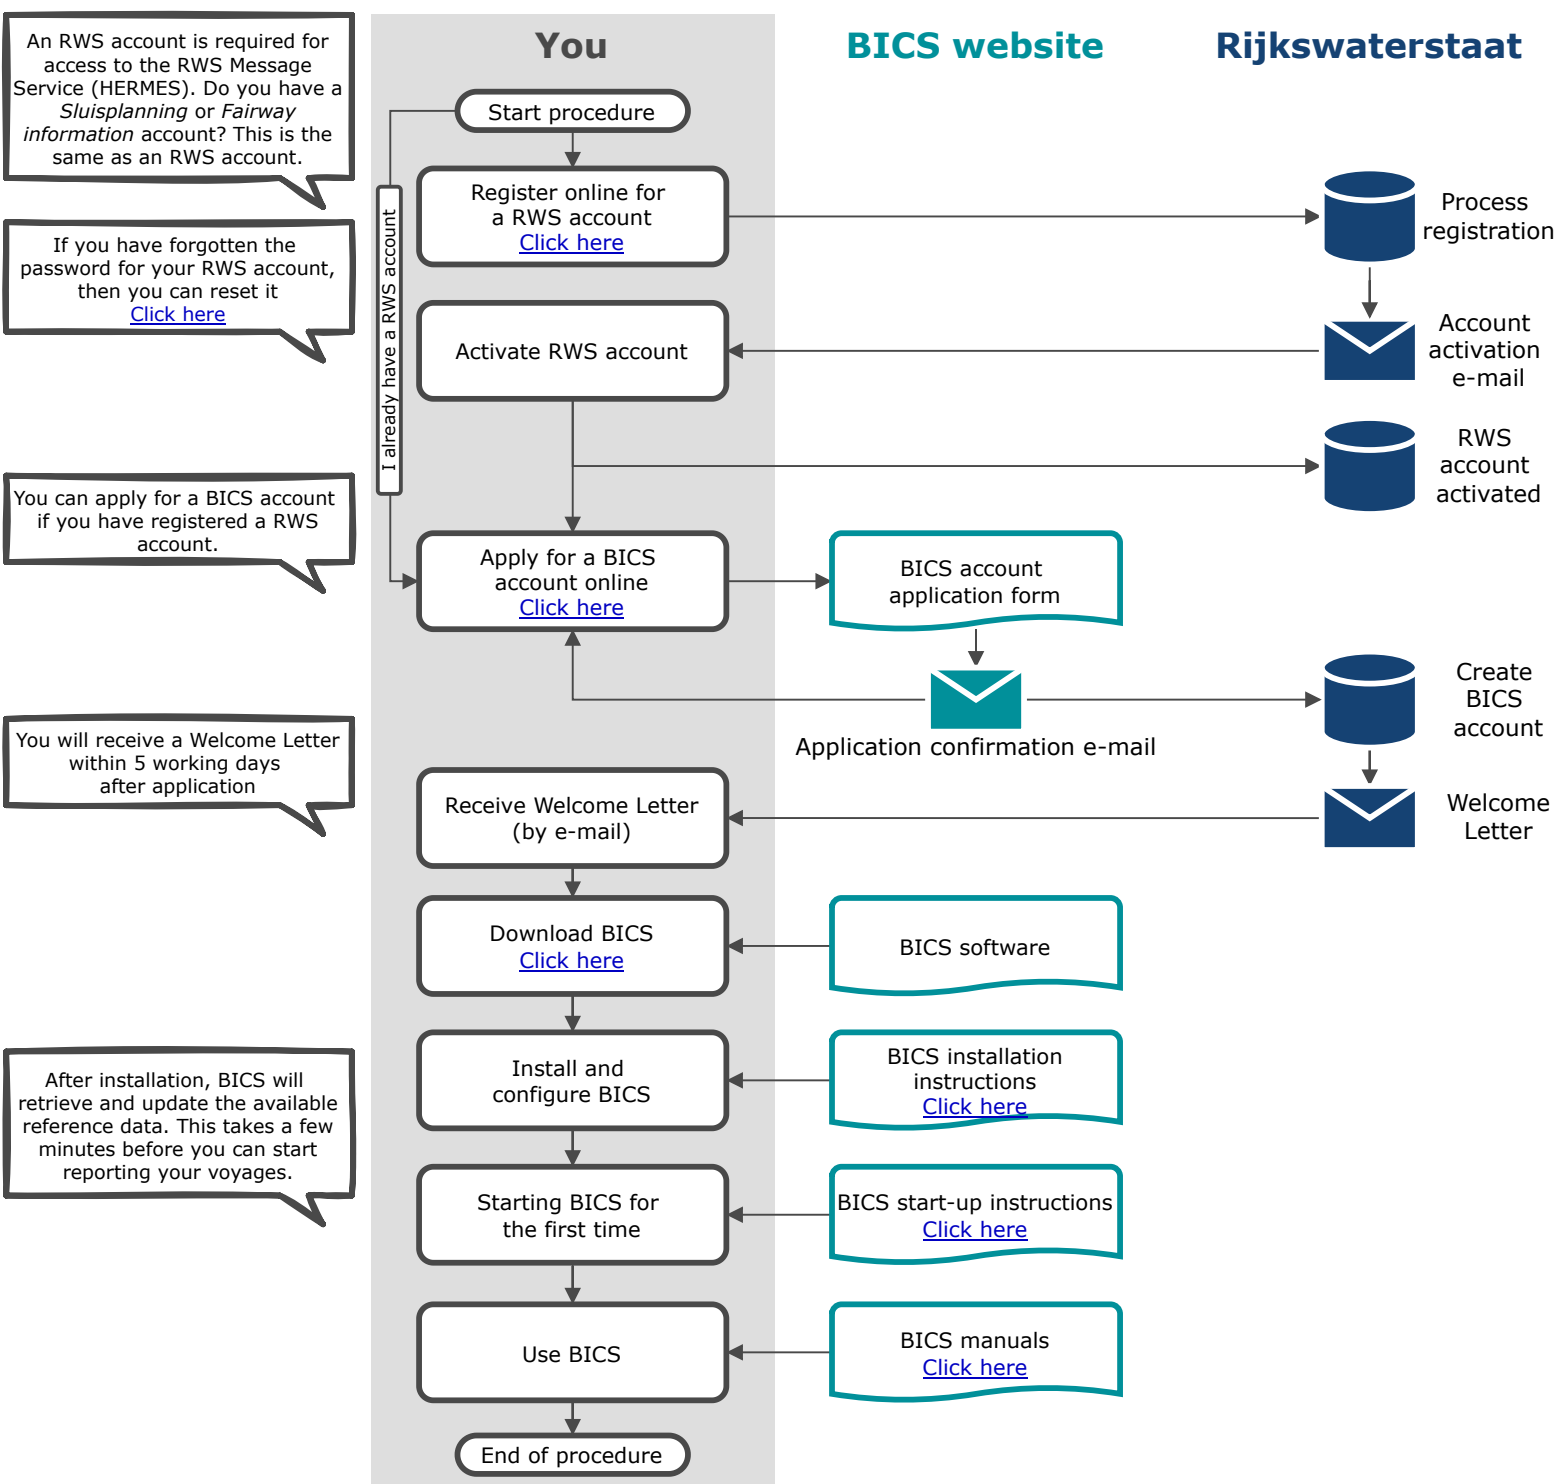 You
BICS website
Rijkswaterstaat
An RWS account is required for
access to the RWS Message
Service (HERMES). Do you have a
Sluisplanning or Fairway
information account? This is the
same as an RWS account.
Start procedure
Register online for
a RWS account
Click here
Process
registration
If you have forgotten the
password for your RWS account,
then you can reset it
Click here
I already have a RWS account
Activate RWS account
Account
activation
e-mail
RWS
account
activated
You can apply for a BICS account
if you have registered a RWS
account.
Apply for a BICS
account online
Click here
BICS account
application form
Application confirmation e-mail
Create
BICS
account
You will receive a Welcome Letter
within 5 working days
after application
Receive Welcome Letter
(by e-mail)
Welcome
Letter
Download BICS
Click here
BICS software
After installation, BICS will
retrieve and update the available
reference data. This takes a few
minutes before you can start
reporting your voyages.
Install and
configure BICS
BICS installation
instructions
Click here
Starting BICS for
the first time
BICS start-up instructions
Click here
Use BICS
BICS manuals
Click here
End of procedure